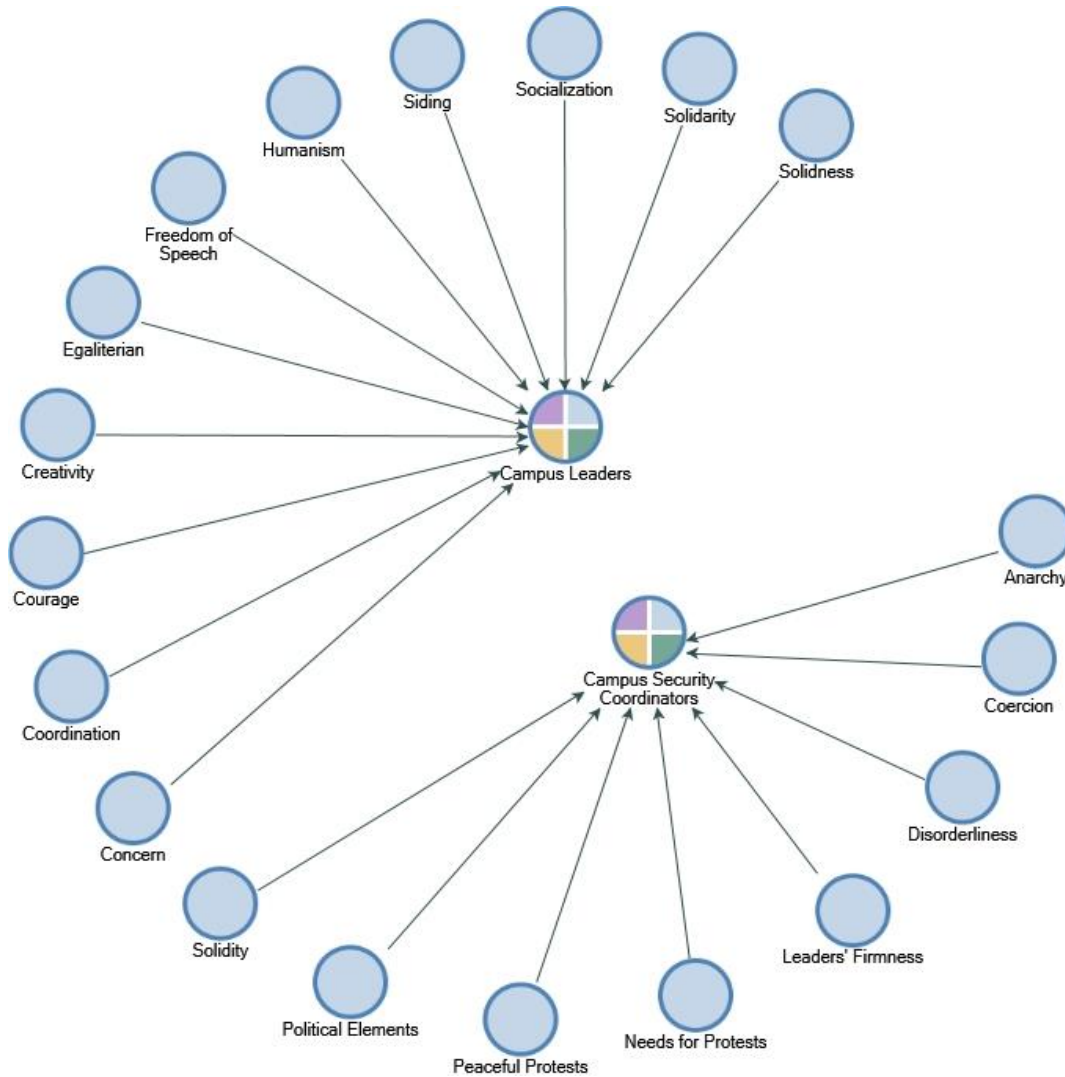 Socialization
Siding
Solidarity
Humanism
Solidness
Freedom of
Speech
Egaliterian
Creativity
Campus Leaders
Anarchy
Courage
Campus Security
Coordinators
Coercion
Coordination
Disorderliness
Concern
Solidity
Leaders' Firmness
Political Elements
Needs for Protests
Peaceful Protests